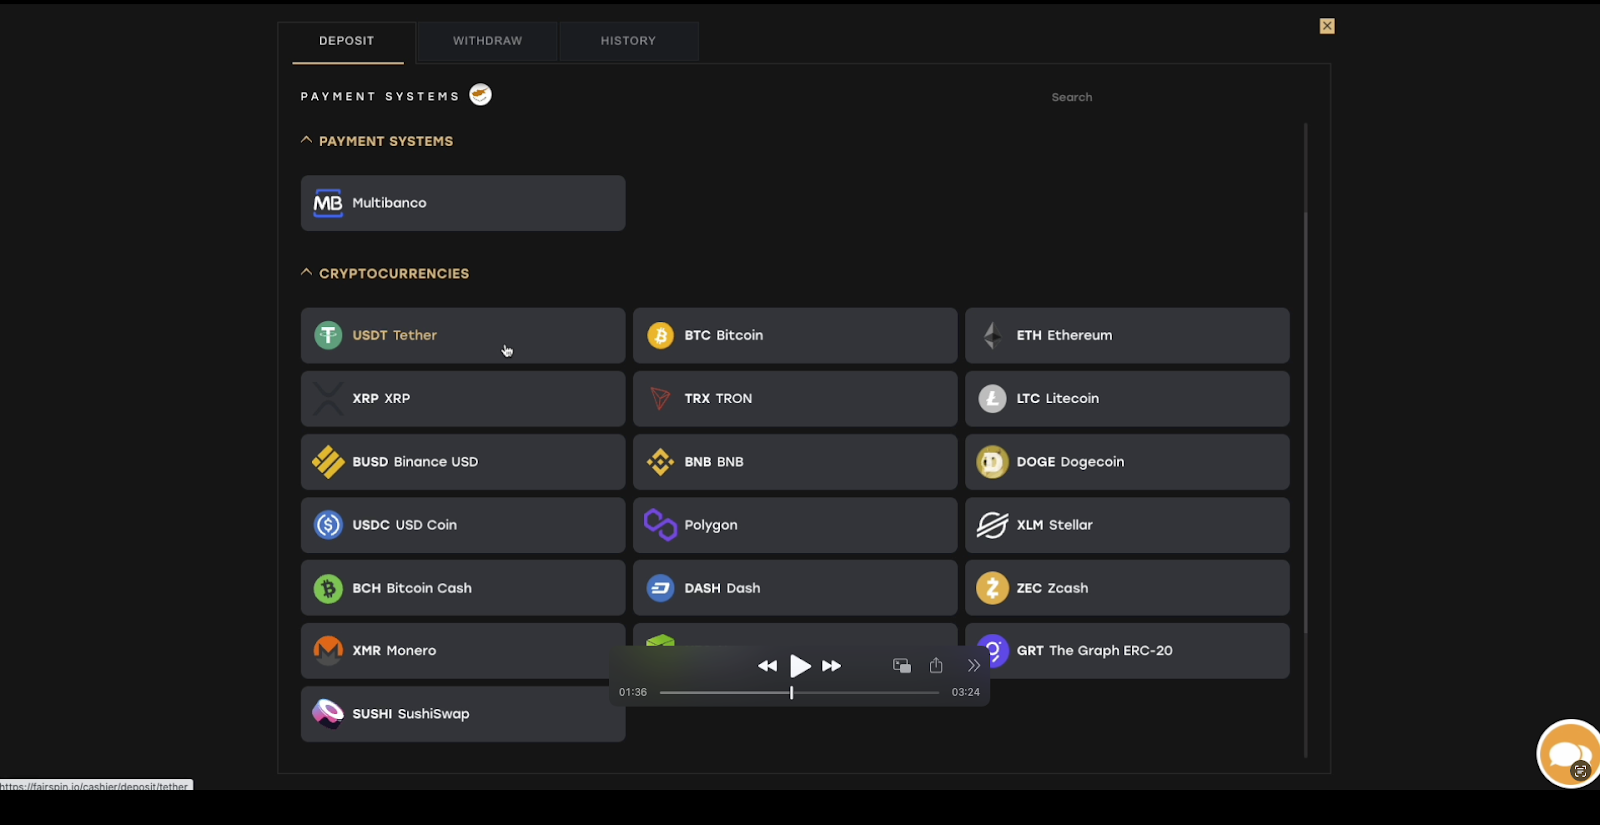 DEPOSIT WITHDRAW HISTORY
PAYMENT SYSTEMS Search
PAYMENT SYSTEMS
MB Multibanco
CRYPTOCURRENCIES
USDT Tether BTC Bitcoin ETH Ethereum
XRP XRP TRX TRON LTC Litecoin
BUSD Binance USD BNB BNB DOGE Dogecoin
USDC USD Coin Polygon XLM Stellar
BCH Bitcoin Cash DASH Dash ZEC Zcash
XMR Monero GRT The Graph ERC-20
01:36 03:24
SUSHI SushiSwap
https://fairspin.io/cashier/deposit/tether